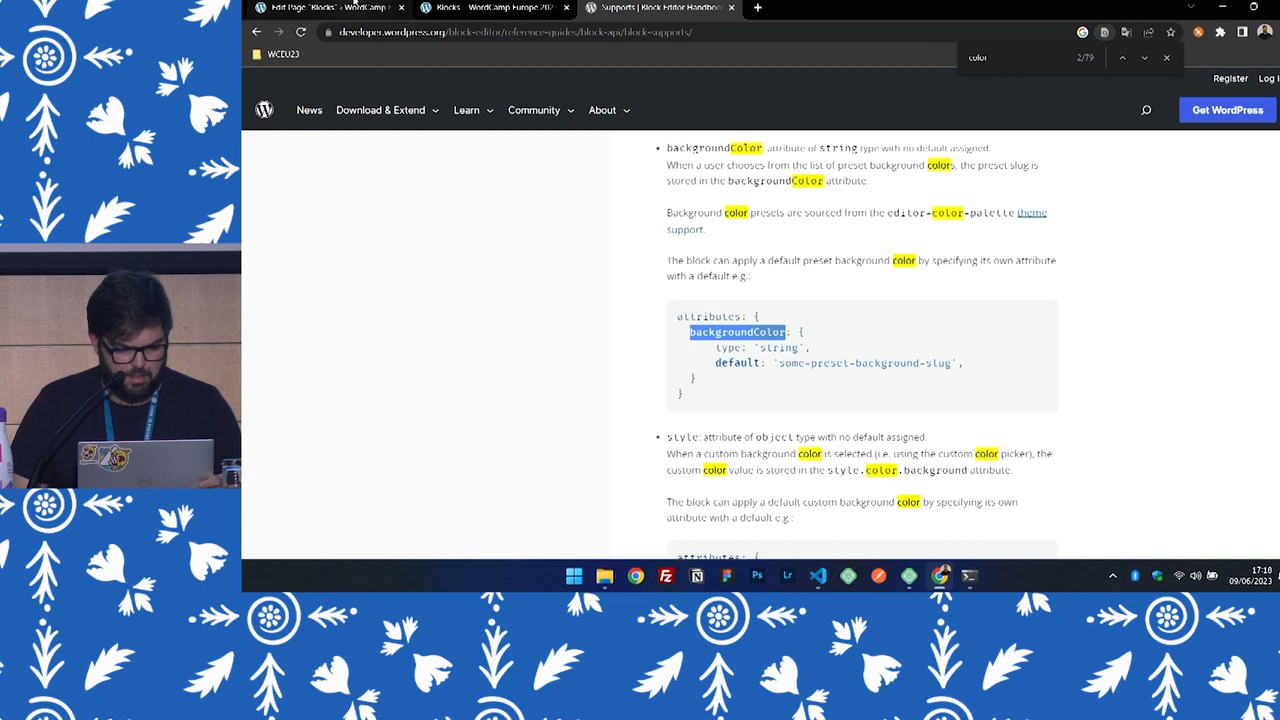 Edit Page "Blocks" ‹ WordCamp E
Blocks – WordCamp Europe 202
Supports | Block Editor Handboo
developer.wordpress.org/block-editor/reference-guides/block-api/block-supports/
WCEU23
color
2/79
Register
Log I
News
Download & Extend
Learn
Community
About
Get WordPress
backgroundColor: attribute of string type with no default assigned.
When a user chooses from the list of preset background colors, the preset slug is
stored in the backgroundColor attribute.
Background color presets are sourced from the editor-color-palette theme
support.
The block can apply a default preset background color by specifying its own attribute
with a default e.g.:
attributes: {
backgroundColor: {
type: 'string',
default: 'some-preset-background-slug',
}
}
style: attribute of object type with no default assigned.
When a custom background color is selected (i.e. using the custom color picker), the
custom color value is stored in the style.color.background attribute.
The block can apply a default custom background color by specifying its own
attribute with a default e.g.:
attributes: {
Fz
N
Ps
Lr
17:10
09/06/2023